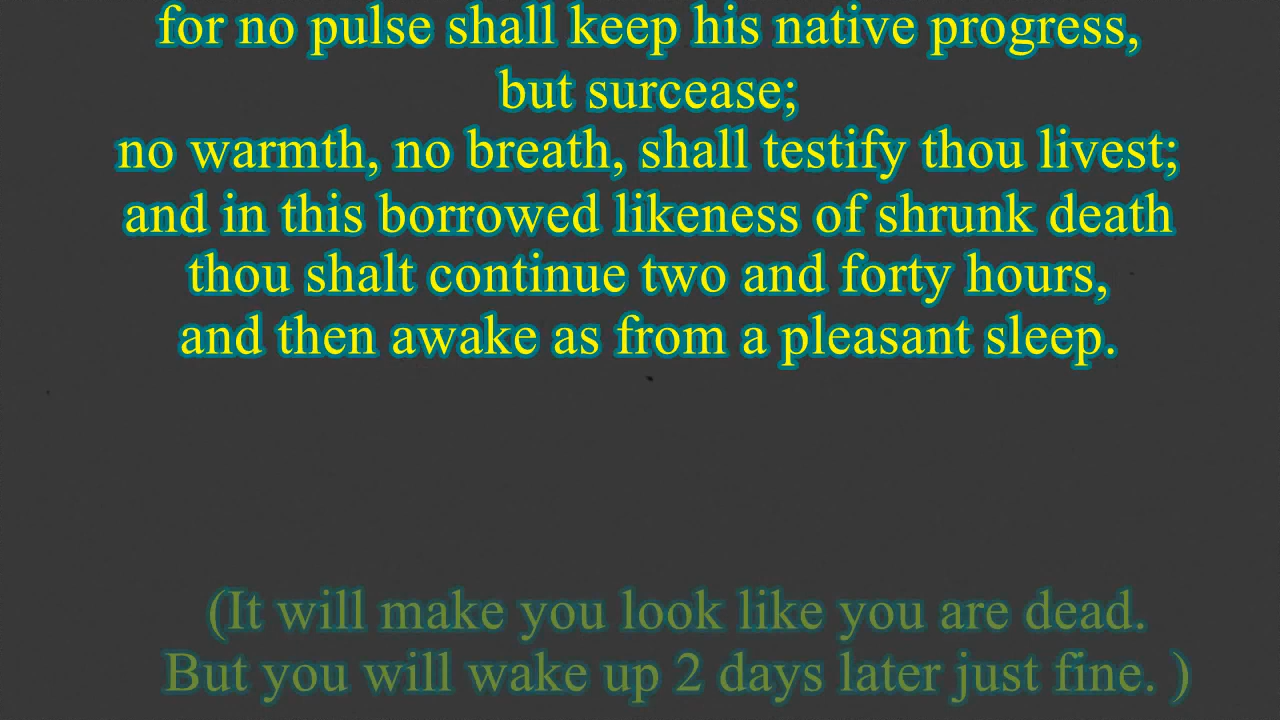 for no pulse shall keep his native progress,
but surcease;
no warmth, no breath, shall testify thou livest;
and in this borrowed likeness of shrunk death
thou shalt continue two and forty hours,
and then awake as from a pleasant sleep.
(It will make you look like you are dead.
But you will wake up 2 days later just fine. )